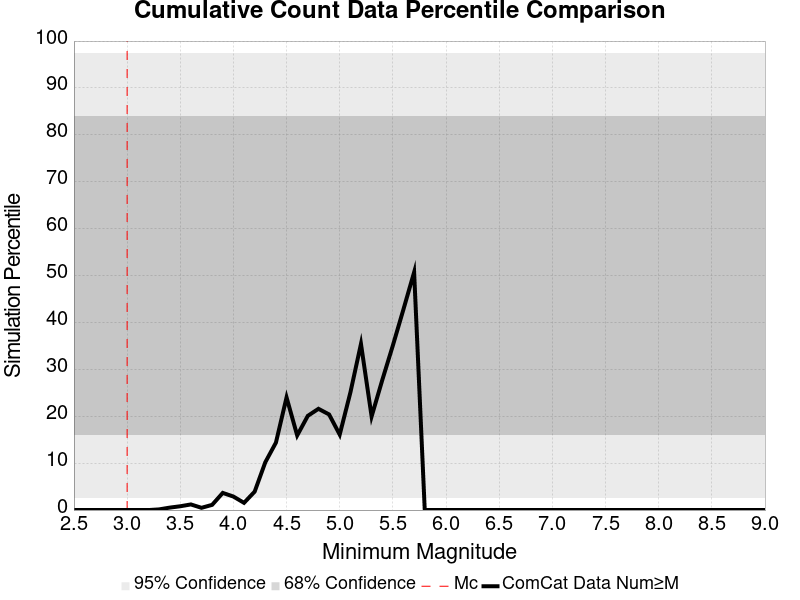 Cumulative Count Data Percentile Comparison
100
90
80
70
60
50
40
30
20
10
0
Simulation Percentile
2.5 3.0 3.5 4.0 4.5 5.0 5.5 6.0 6.5 7.0 7.5 8.0 8.5 9.0
Minimum Magnitude
95% Confidence 68% Confidence Mc ComCat Data Num≥M